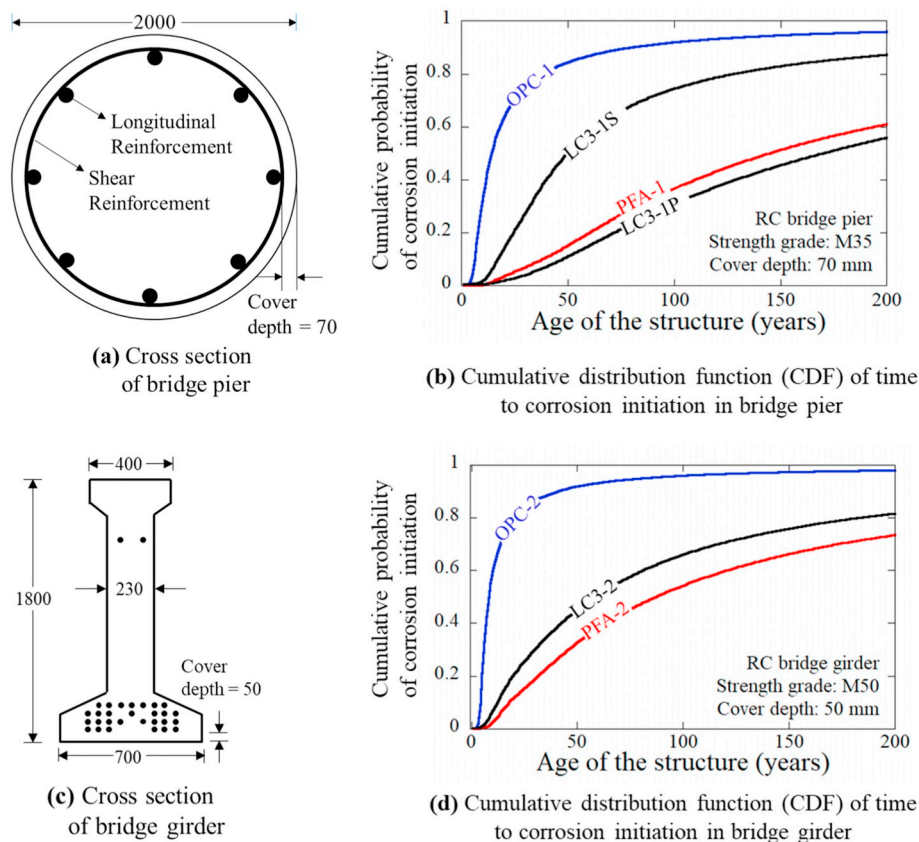 2000
Longitudinal
Reinforcement
Shear
Reinforcement
Cover
depth = 70
(a) Cross section
of bridge pier
Cumulative probability
of corrosion initiation
1
0.8
0.6
0.4
0.2
0
OPC-1
LC3-1S
PFA-1
LC3-1P
RC bridge pier
Strength grade: M35
Cover depth: 70 mm
0 50 100 150 200
Age of the structure (years)
(b) Cumulative distribution function (CDF) of time
to corrosion initiation in bridge pier
400
1800
230
Cover
depth = 50
700
(c) Cross section
of bridge girder
Cumulative probability
of corrosion initiation
1
0.8
0.6
0.4
0.2
0
OPC-2
LC3-2
PFA-2
RC bridge girder
Strength grade: M50
Cover depth: 50 mm
0 50 100 150 200
Age of the structure (years)
(d) Cumulative distribution function (CDF) of time
to corrosion initiation in bridge girder